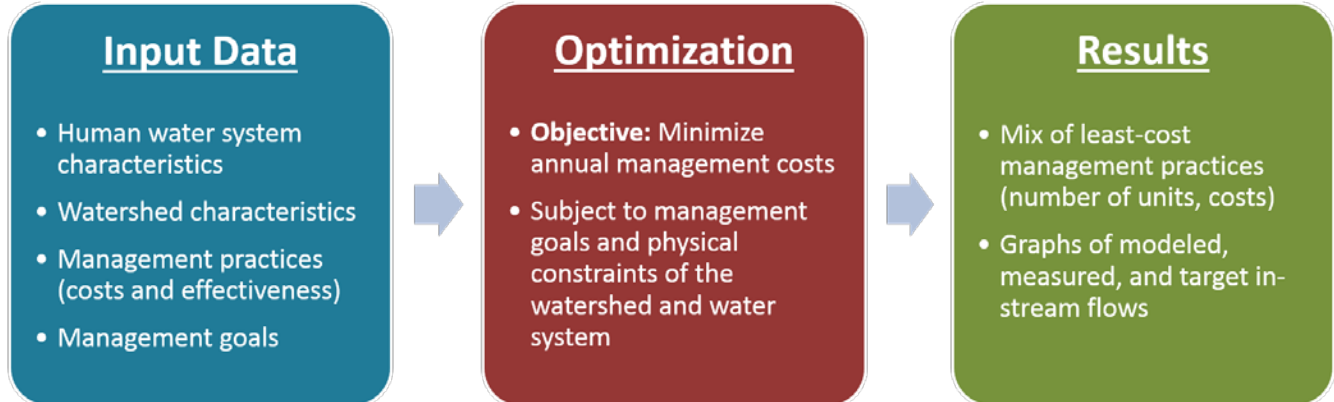 Input Data
• Human water system
characteristics
• Watershed characteristics
• Management practices
(costs and effectiveness)
• Management goals
Optimization
• Objective: Minimize
annual management costs
• Subject to management
goals and physical
constraints of the
watershed and water
system
Results
• Mix of least-cost
management practices
(number of units, costs)
• Graphs of modeled,
measured, and target in-
stream flows